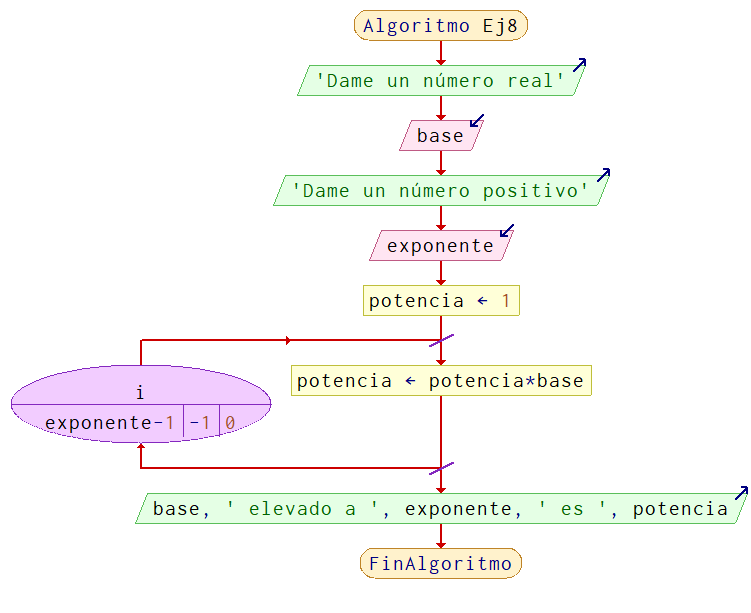 Algoritmo Ej8
'Dame un número real'
base
'Dame un número positivo'
exponente
potencia ← 1
i
exponente-1 -1 0
potencia ← potencia*base
base, ' elevado a ', exponente, ' es ', potencia
FinAlgoritmo